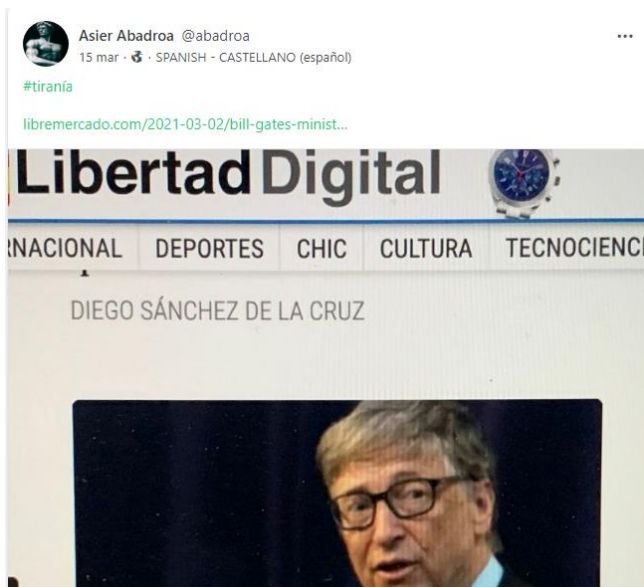 Asier Abadroa @abadroa
15 mar · · SPANISH - CASTELLANO (español)
#tiranía
libremercado.com/2021-03-02/bill-gates-minist...
Libertad Digital
RNACIONAL DEPORTES CHIC CULTURA TECNOCIENC
DIEGO SÁNCHEZ DE LA CRUZ